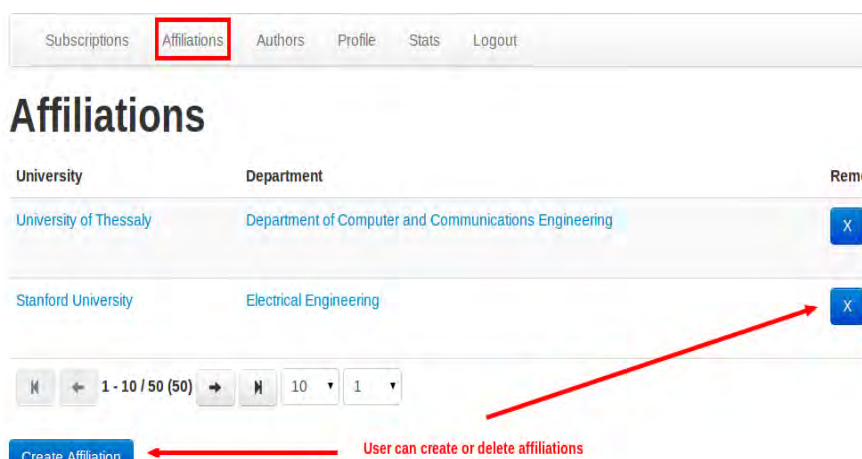 Subscriptions Affiliations Authors Profile Stats Logout
Affiliations
University Department Rem
University of Thessaly Department of Computer and Communications Engineering X
Stanford University Electrical Engineering X
1 - 10 / 50 (50) 10 1
User can create or delete affiliations
Create Affiliation